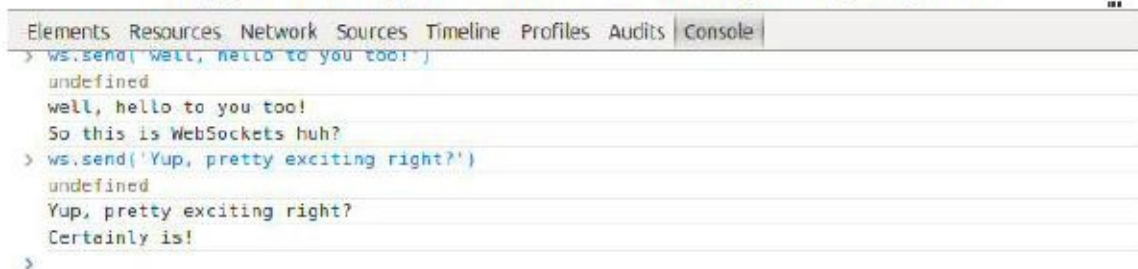 Elements Resources Network Sources Timeline Profiles Audits Console
> ws.send('well, hello to you too!')
undefined
well, hello to you too!
So this is WebSockets huh?
> ws.send('Yup, pretty exciting right?')
undefined
Yup, pretty exciting right?
Certainly is!
>